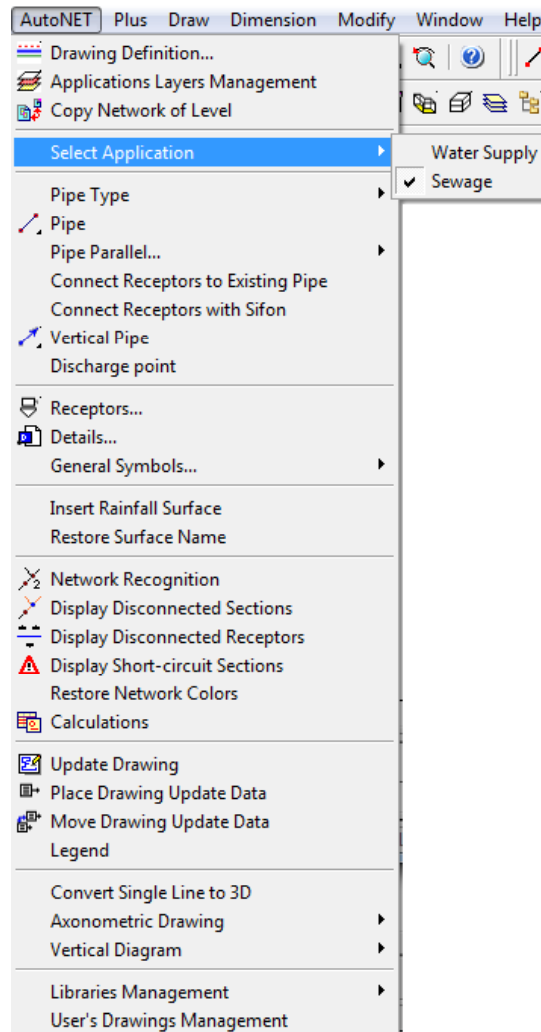 AutoNET Plus Draw Dimension Modify Window Help
Drawing Definition...
Applications Layers Management
Copy Network of Level
Select Application
Water Supply
Sewage
Pipe Type
Pipe
Pipe Parallel...
Connect Receptors to Existing Pipe
Connect Receptors with Sifon
Vertical Pipe
Discharge point
Receptors...
Details...
General Symbols...
Insert Rainfall Surface
Restore Surface Name
Network Recognition
Display Disconnected Sections
Display Disconnected Receptors
Display Short-circuit Sections
Restore Network Colors
Calculations
Update Drawing
Place Drawing Update Data
Move Drawing Update Data
Legend
Convert Single Line to 3D
Axonometric Drawing
Vertical Diagram
Libraries Management
User's Drawings Management